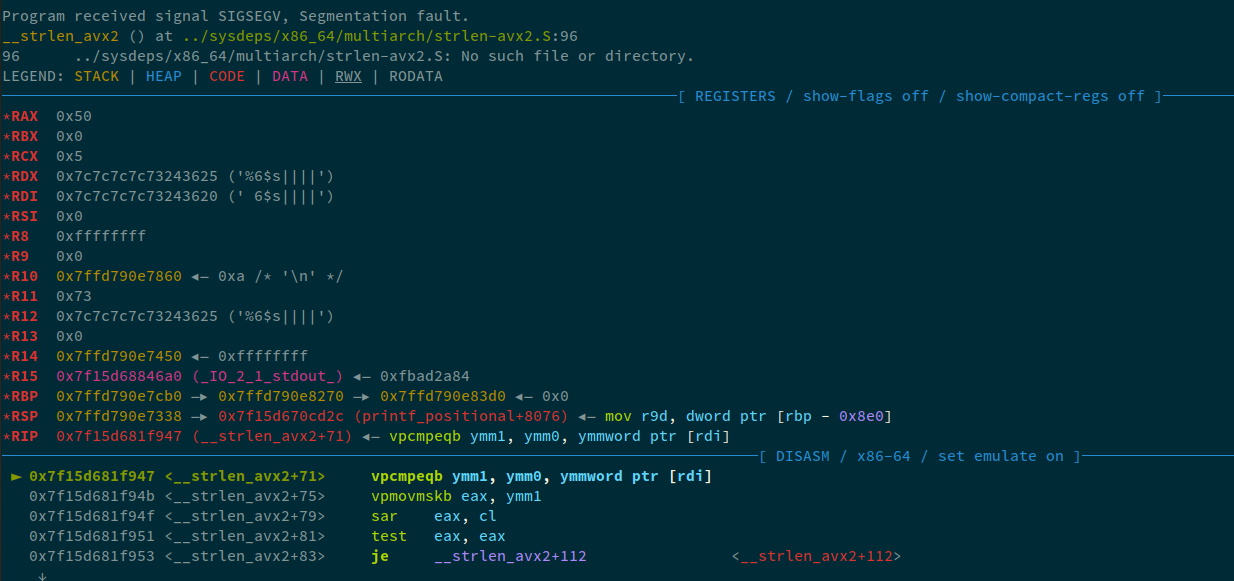 Program received signal SIGSEGV, Segmentation fault.
__strlen_avx2 () at ../sysdeps/x86_64/multiarch/strlen-avx2.S:96
96      ../sysdeps/x86_64/multiarch/strlen-avx2.S: No such file or directory.
LEGEND: STACK | HEAP | CODE | DATA | RWX | RODATA
[ REGISTERS / show-flags off / show-compact-regs off ]
*RAX  0x50
*RBX  0x0
*RCX  0x5
*RDX  0x7c7c7c7c73243625 ('%6$s||||')
*RDI  0x7c7c7c7c73243620 (' 6$s||||')
*RSI  0x0
*R8   0xffffffff
*R9   0x0
*R10  0x7ffd790e7860 ◂— 0xa /* '\n' */
*R11  0x73
*R12  0x7c7c7c7c73243625 ('%6$s||||')
*R13  0x0
*R14  0x7ffd790e7450 ◂— 0xffffffff
*R15  0x7f15d68846a0 (_IO_2_1_stdout_) ◂— 0xfbad2a84
*RBP  0x7ffd790e7cb0 —▸ 0x7ffd790e8270 —▸ 0x7ffd790e83d0 ◂— 0x0
*RSP  0x7ffd790e7338 —▸ 0x7f15d670cd2c (printf_positional+8076) ◂— mov r9d, dword ptr [rbp - 0x8e0]
*RIP  0x7f15d681f947 (__strlen_avx2+71) ◂— vpcmpeqb ymm1, ymm0, ymmword ptr [rdi]
[ DISASM / x86-64 / set emulate on ]
► 0x7f15d681f947 <__strlen_avx2+71>     vpcmpeqb ymm1, ymm0, ymmword ptr [rdi]
0x7f15d681f94b <__strlen_avx2+75>     vpmovmskb eax, ymm1
0x7f15d681f94f <__strlen_avx2+79>     sar    eax, cl
0x7f15d681f951 <__strlen_avx2+81>     test   eax, eax
0x7f15d681f953 <__strlen_avx2+83>     je     __strlen_avx2+112                <__strlen_avx2+112>
↓